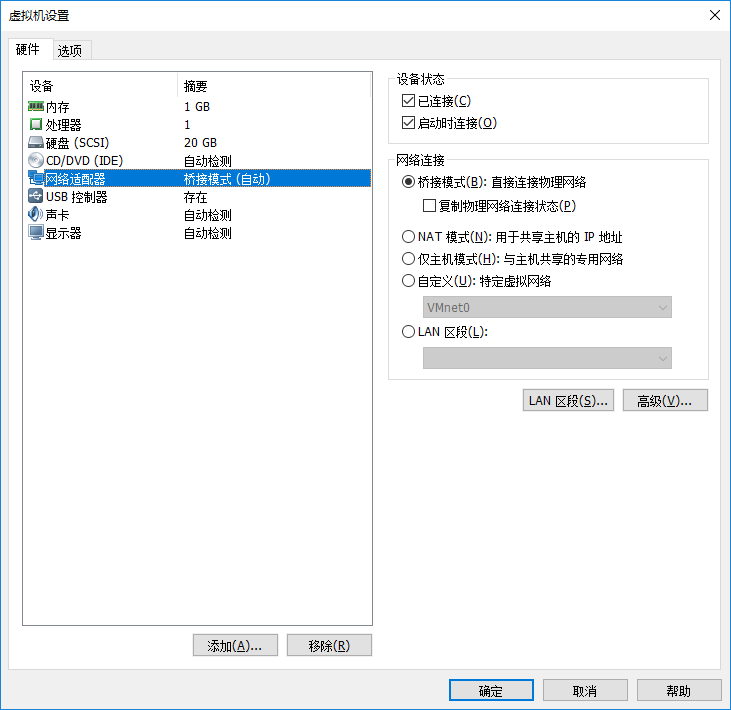 虚拟机设置
硬件 选项
设备 摘要
内存 1 GB
处理器 1
硬盘 (SCSI) 20 GB
CD/DVD (IDE) 自动检测
网络适配器 桥接模式 (自动)
USB 控制器 存在
声卡 自动检测
显示器 自动检测
添加(A)... 移除(R)
设备状态
已连接(C)
启动时连接(O)
网络连接
桥接模式(B): 直接连接物理网络
复制物理网络连接状态(P)
NAT 模式(N): 用于共享主机的 IP 地址
仅主机模式(H): 与主机共享的专用网络
自定义(U): 特定虚拟网络
VMnet0
LAN 区段(L):
LAN 区段(S)... 高级(V)...
确定 取消 帮助